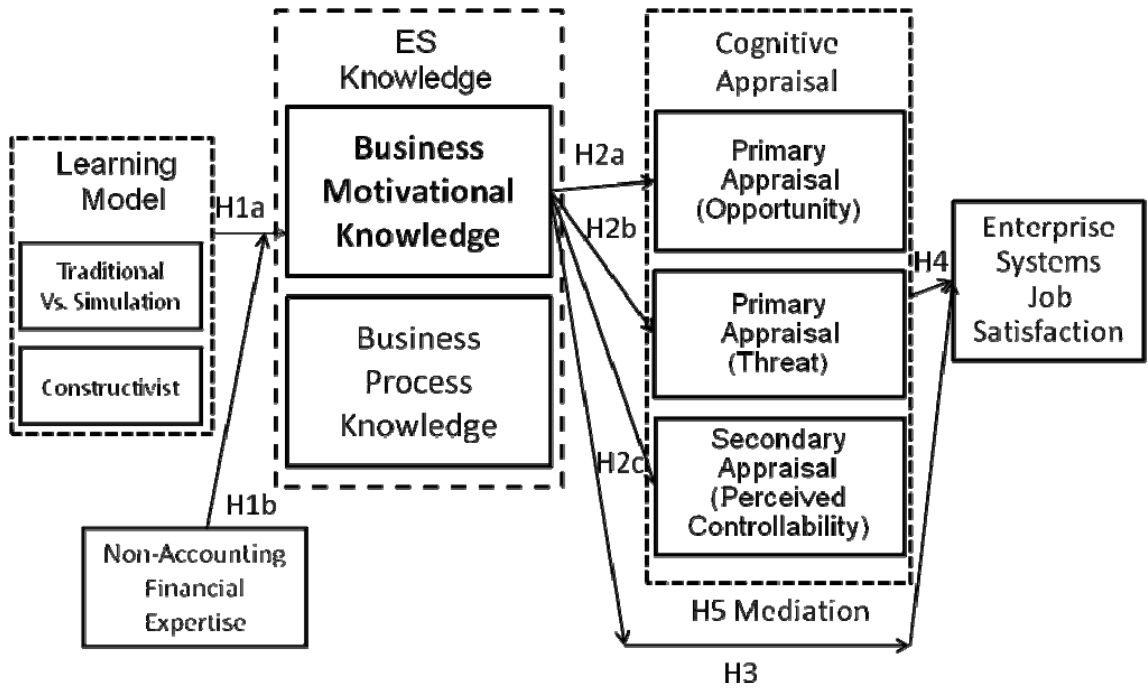 Learning
Model
Traditional
Vs. Simulation
Constructivist
H1a
H1b
Non-Accounting
Financial
Expertise
ES
Knowledge
Business
Motivational
Knowledge
Business
Process
Knowledge
H2a
H2b
H2c
Cognitive
Appraisal
Primary
Appraisal
(Opportunity)
Primary
Appraisal
(Threat)
Secondary
Appraisal
(Perceived
Controllability)
H5 Mediation
H3
H4
Enterprise
Systems
Job
Satisfaction